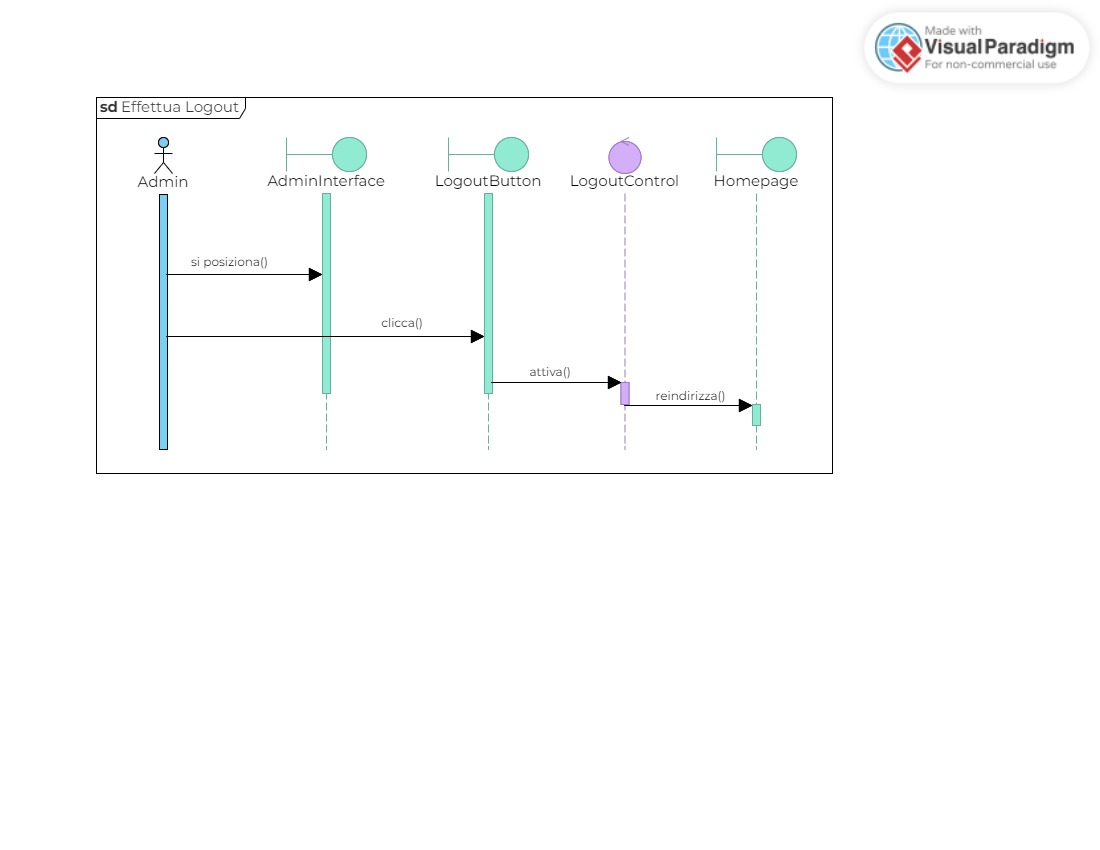 Made with
Visual Paradigm
For non-commercial use
sd Effettua Logout
Admin
AdminInterface
LogoutButton
LogoutControl
Homepage
si posiziona()
clicca()
attiva()
reindirizza()